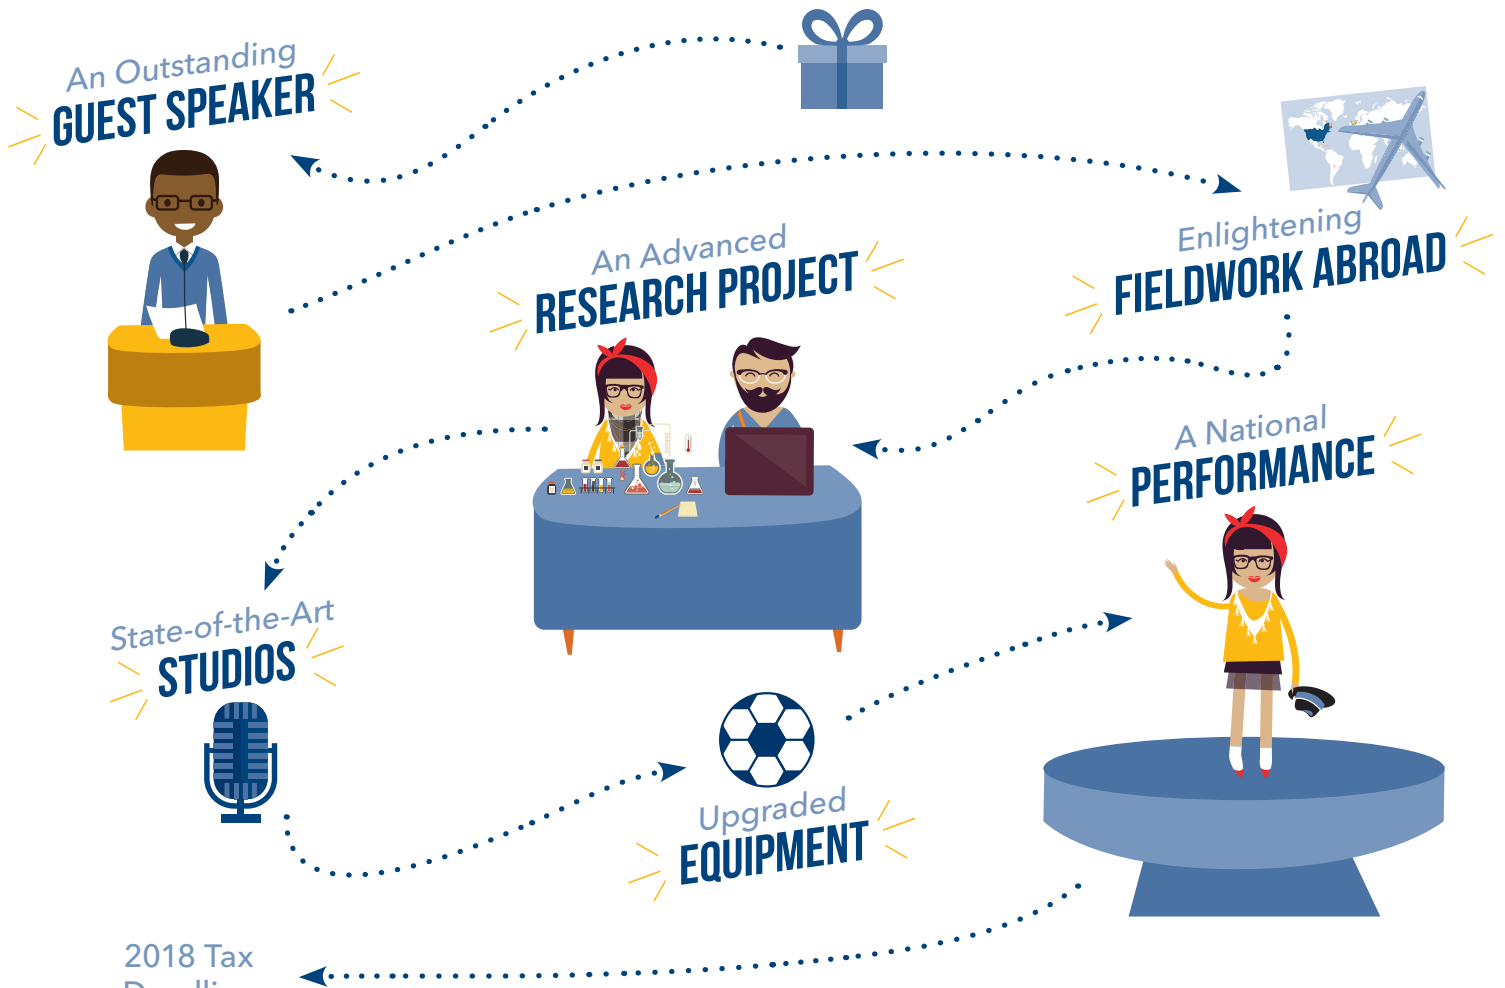 An Outstanding
GUEST SPEAKER
Enlightening
FIELDWORK ABROAD
An Advanced
RESEARCH PROJECT
A National
PERFORMANCE
State-of-the-Art
STUDIOS
Upgraded
EQUIPMENT
2018 Tax